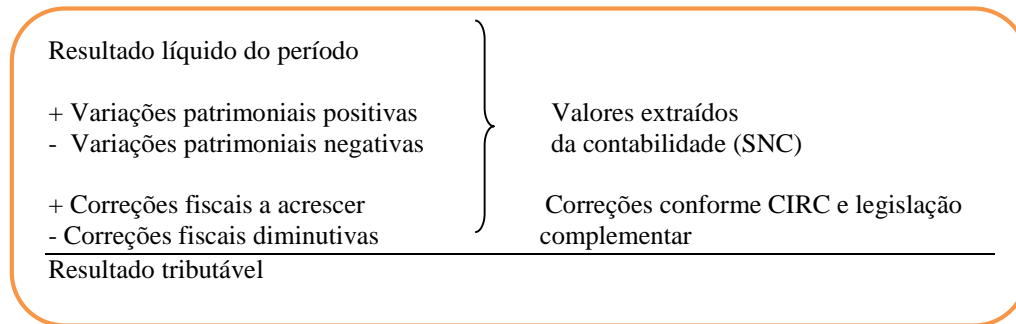 Resultado líquido do período
+ Variações patrimoniais positivas Valores extraídos
- Variações patrimoniais negativas da contabilidade (SNC)
+ Correções fiscais a acrescer Correções conforme CIRC e legislação
- Correções fiscais diminutivas complementar
Resultado tributável